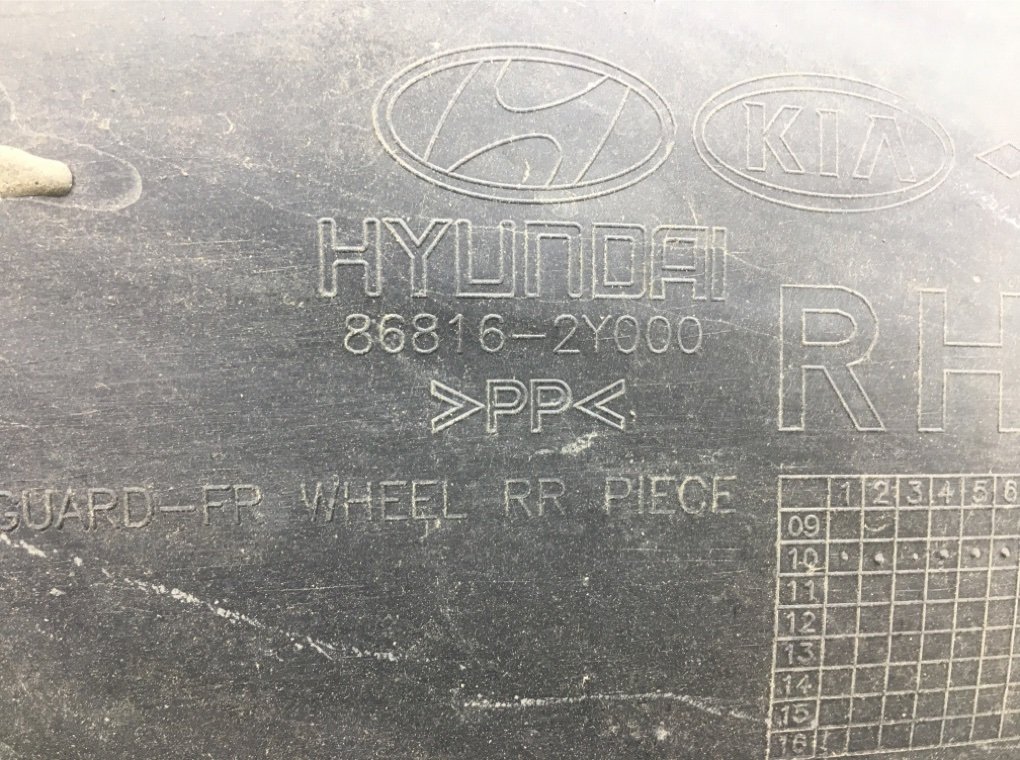 KIA
HYUNDAI
86816-2Y000
RH
>PP<
GUARD-FR WHEEL RR PIECE
1 2 3 4 5 6
09
10
11
12
13
14
15
16